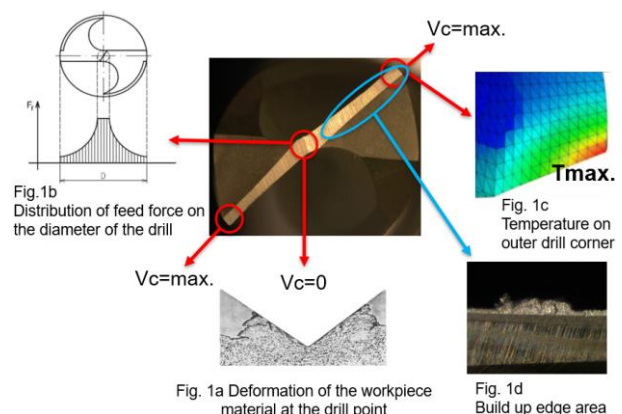 Vc=max.
F_f
D
Fig.1b
Distribution of feed force on
the diameter of the drill
Tmax.
Fig. 1c
Temperature on
outer drill corner
Vc=max.
Vc=0
Fig. 1a Deformation of the workpiece
material at the drill point
Fig. 1d
Build up edge area